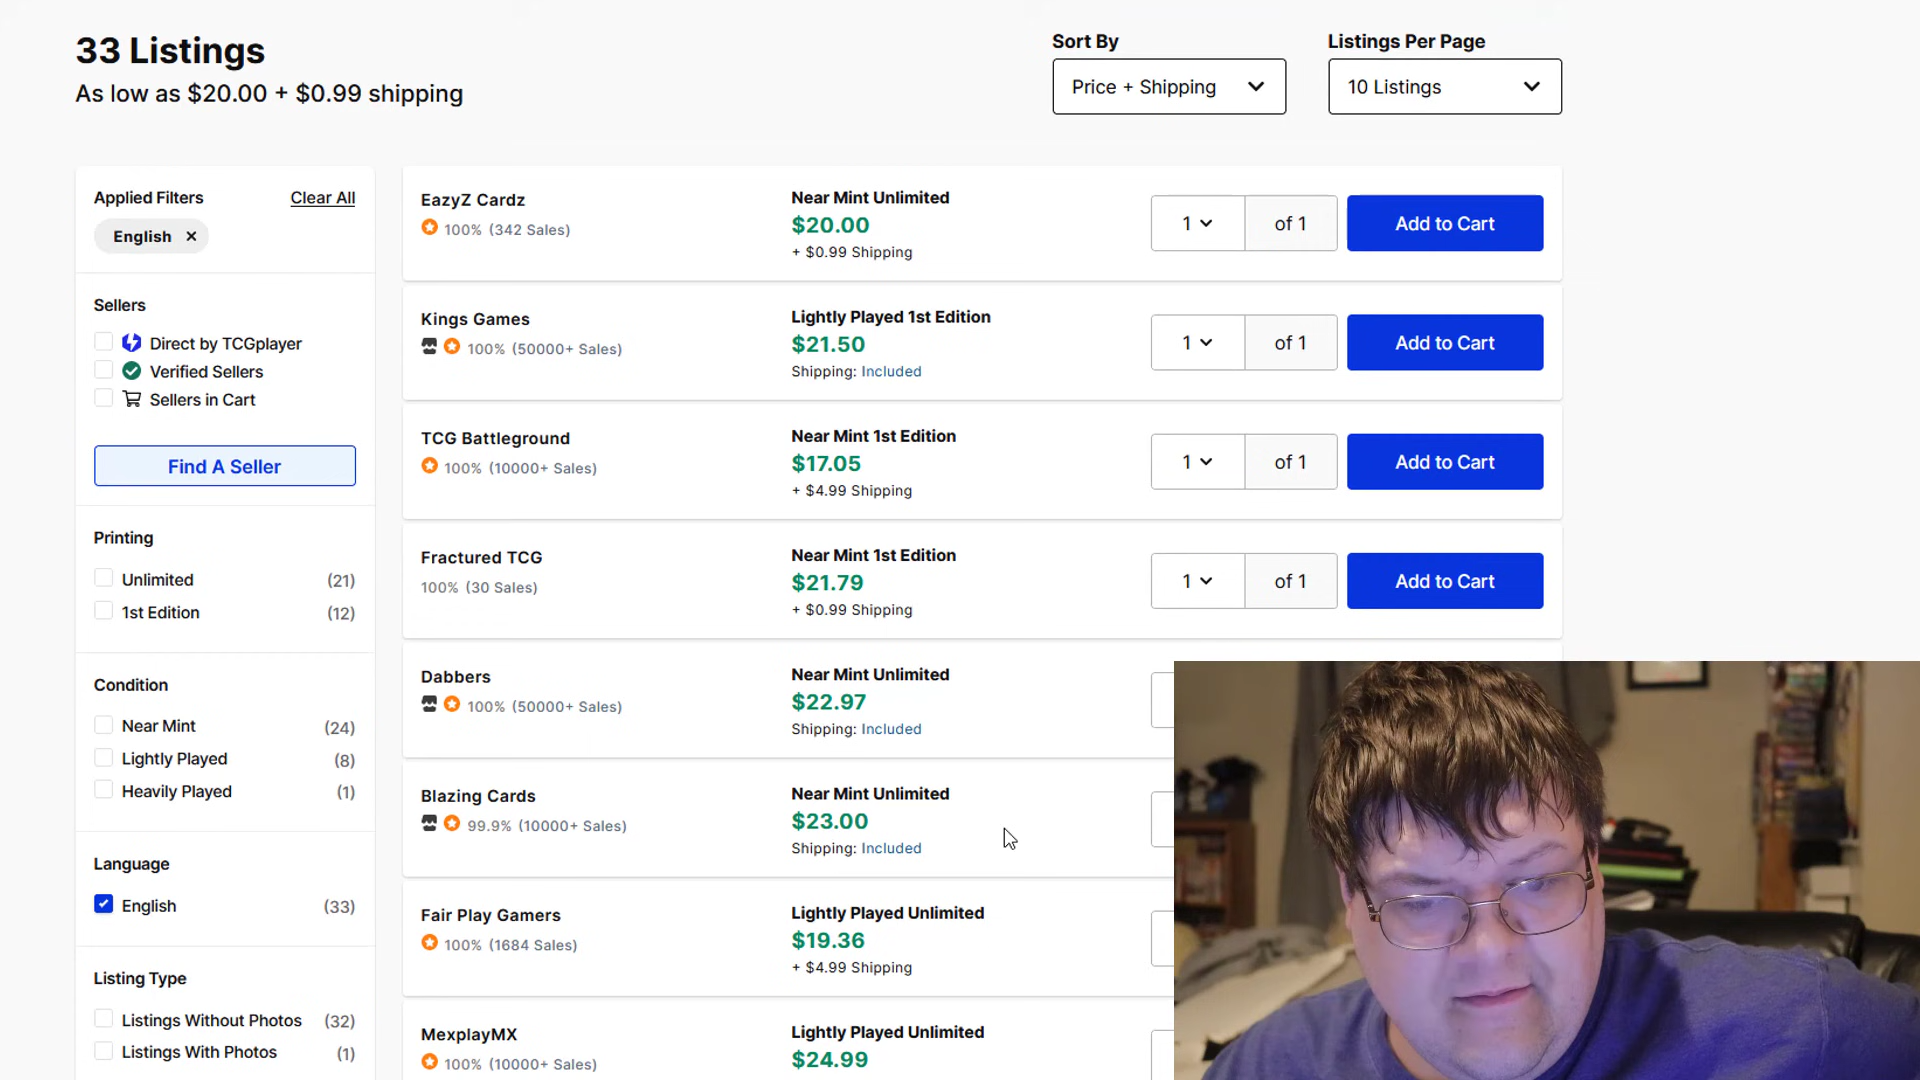 33 Listings
As low as $20.00 + $0.99 shipping
Sort By
Price + Shipping
Listings Per Page
10 Listings
Applied Filters
Clear All
English ✕
Sellers
Direct by TCGplayer
Verified Sellers
Sellers in Cart
Find A Seller
Printing
Unlimited (21)
1st Edition (12)
Condition
Near Mint (24)
Lightly Played (8)
Heavily Played (1)
Language
English (33)
Listing Type
Listings Without Photos (32)
Listings With Photos (1)
EazyZ Cardz
100% (342 Sales)
Near Mint Unlimited
$20.00
+ $0.99 Shipping
1 of 1 Add to Cart
Kings Games
100% (50000+ Sales)
Lightly Played 1st Edition
$21.50
Shipping: Included
1 of 1 Add to Cart
TCG Battleground
100% (10000+ Sales)
Near Mint 1st Edition
$17.05
+ $4.99 Shipping
1 of 1 Add to Cart
Fractured TCG
100% (30 Sales)
Near Mint 1st Edition
$21.79
+ $0.99 Shipping
1 of 1 Add to Cart
Dabbers
100% (50000+ Sales)
Near Mint Unlimited
$22.97
Shipping: Included
Blazing Cards
99.9% (10000+ Sales)
Near Mint Unlimited
$23.00
Shipping: Included
Fair Play Gamers
100% (1684 Sales)
Lightly Played Unlimited
$19.36
+ $4.99 Shipping
MexplayMX
100% (10000+ Sales)
Lightly Played Unlimited
$24.99